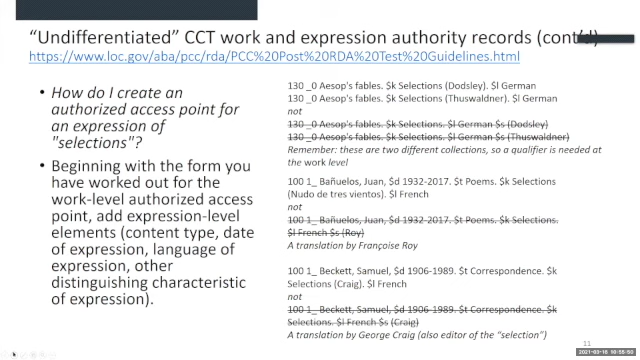 “Undifferentiated” CCT work and expression authority records (cont’d)
https://www.loc.gov/aba/pcc/rda/PCC%20Post%20RDA%20Test%20Guidelines.html
• How do I create an
authorized access point for
an expression of
"selections"?
• Beginning with the form you
have worked out for the
work-level authorized access
point, add expression-level
elements (content type, date
of expression, language of
expression, other
distinguishing characteristic
of expression).
130 _0 Aesop's fables. $k Selections (Dodsley). $l German
130 _0 Aesop's fables. $k Selections (Thuswaldner). $l German
not
130 _0 Aesop's fables. $k Selections. $l German $s (Dodsley)
130 _0 Aesop's fables. $k Selections. $l German $s (Thuswaldner)
Remember: these are two different collections, so a qualifier is needed at
the work level
100 1_ Bañuelos, Juan, $d 1932-2017. $t Poems. $k Selections
(Nudo de tres vientos). $l French
not
100 1_ Bañuelos, Juan, $d 1932-2017. $t Poems. $k Selections.
$l French $s (Roy)
A translation by Françoise Roy
100 1_ Beckett, Samuel, $d 1906-1989. $t Correspondence. $k
Selections (Craig). $l French
not
100 1_ Beckett, Samuel, $d 1906-1989. $t Correspondence. $k
Selections. $l French $s (Craig)
A translation by George Craig (also editor of the “selection”)
11
2021-03-16 10:55:50